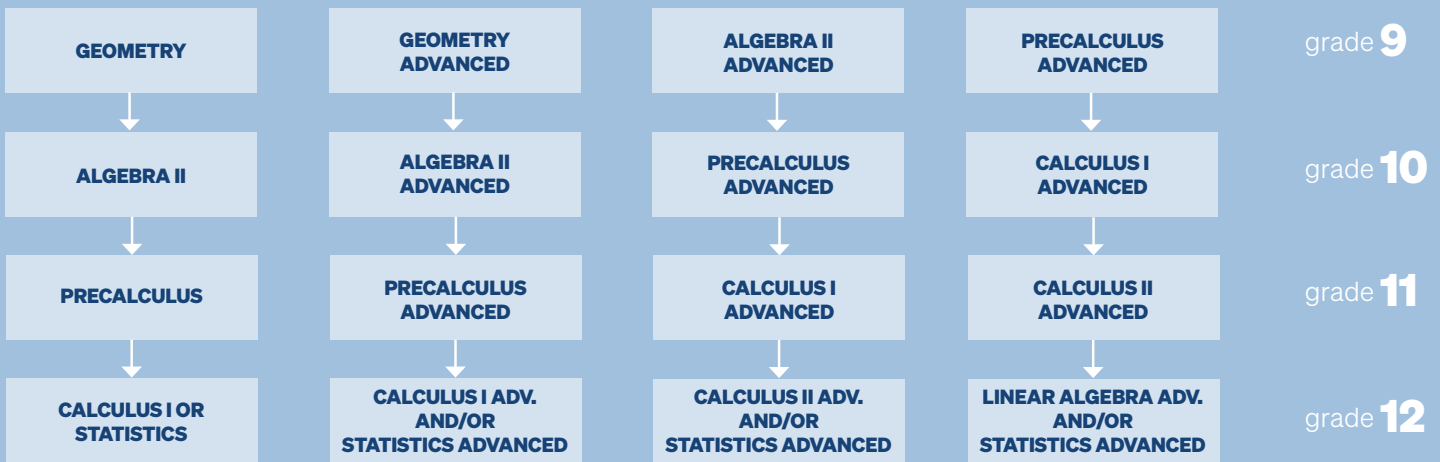 GEOMETRY
GEOMETRY
ADVANCED
ALGEBRA II
ADVANCED
PRECALCULUS
ADVANCED
grade 9
ALGEBRA II
ALGEBRA II
ADVANCED
PRECALCULUS
ADVANCED
CALCULUS I
ADVANCED
grade 10
PRECALCULUS
PRECALCULUS
ADVANCED
CALCULUS I
ADVANCED
CALCULUS II
ADVANCED
grade 11
CALCULUS I OR
STATISTICS
CALCULUS I ADV.
AND/OR
STATISTICS ADVANCED
CALCULUS II ADV.
AND/OR
STATISTICS ADVANCED
LINEAR ALGEBRA ADV.
AND/OR
STATISTICS ADVANCED
grade 12